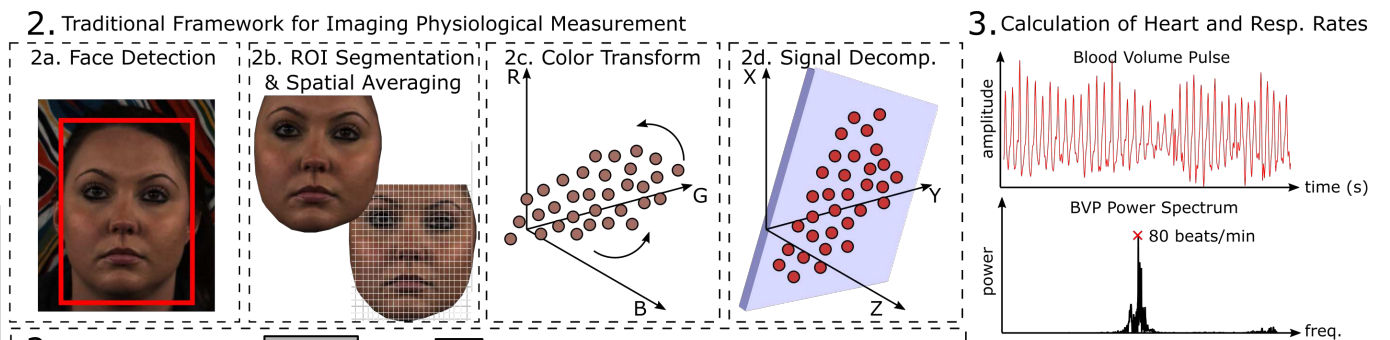 2. Traditional Framework for Imaging Physiological Measurement
2a. Face Detection
2b. ROI Segmentation
& Spatial Averaging
2c. Color Transform
R
G
B
2d. Signal Decomp.
X
Y
Z
3. Calculation of Heart and Resp. Rates
Blood Volume Pulse
amplitude
time (s)
BVP Power Spectrum
× 80 beats/min
power
freq.